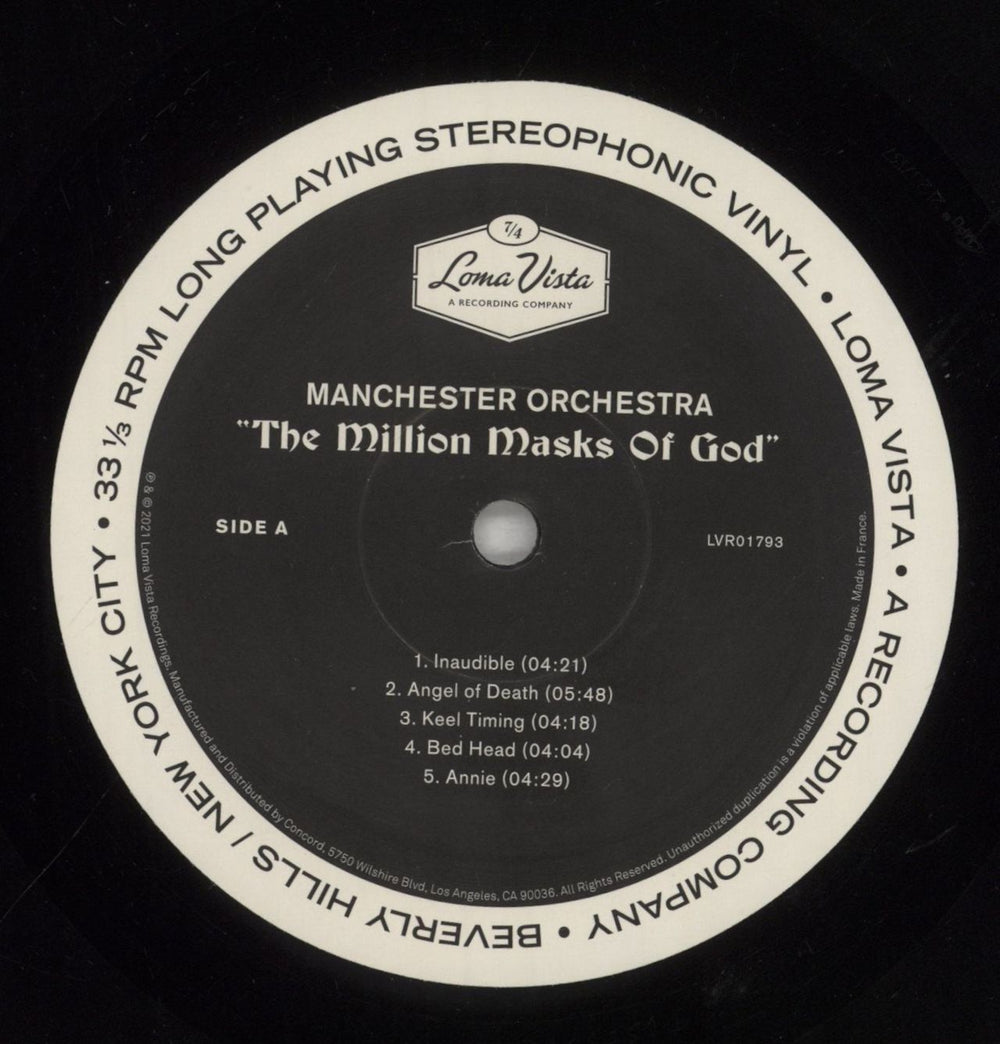 33 ⅓ RPM LONG PLAYING STEREOPHONIC VINYL • LOMA VISTA • A RECORDING COMPANY • BEVERLY HILLS / NEW YORK CITY •
7/4
Loma Vista
A RECORDING COMPANY
MANCHESTER ORCHESTRA
“The Million Masks Of God”
SIDE A
LVR01793
1. Inaudible (04:21)
2. Angel of Death (05:48)
3. Keel Timing (04:18)
4. Bed Head (04:04)
5. Annie (04:29)
℗ & © 2021 Loma Vista Recordings. Manufactured and Distributed by Concord, 5750 Wilshire Blvd, Los Angeles, CA 90036. All Rights Reserved. Unauthorized duplication is a violation of applicable laws. Made in France.